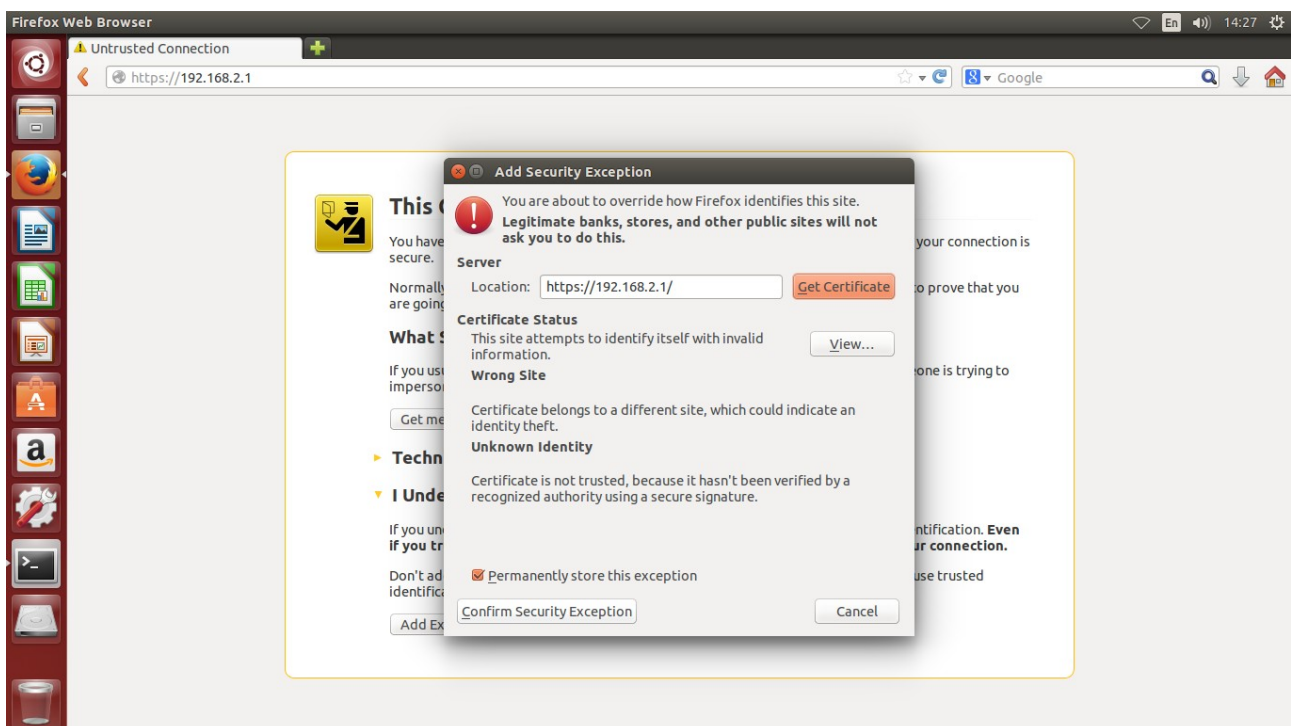 Firefox Web Browser
En
14:27
Untrusted Connection
https://192.168.2.1
8
Google
Add Security Exception
This C
You are about to override how Firefox identifies this site.
Legitimate banks, stores, and other public sites will not
ask you to do this.
You have
your connection is
secure.
Server
Location:
https://192.168.2.1/
Get Certificate
Normally
to prove that you
are going
Certificate Status
What S
This site attempts to identify itself with invalid
information.
View...
Wrong Site
If you usu
eone is trying to
imperso
Certificate belongs to a different site, which could indicate an
identity theft.
Get me
Unknown Identity
Techn
Certificate is not trusted, because it hasn't been verified by a
recognized authority using a secure signature.
I Unde
If you un
entification. Even
if you tr
ur connection.
Don't ad
Permanently store this exception
use trusted
identifica
Confirm Security Exception
Cancel
Add Ex
A
a
>_